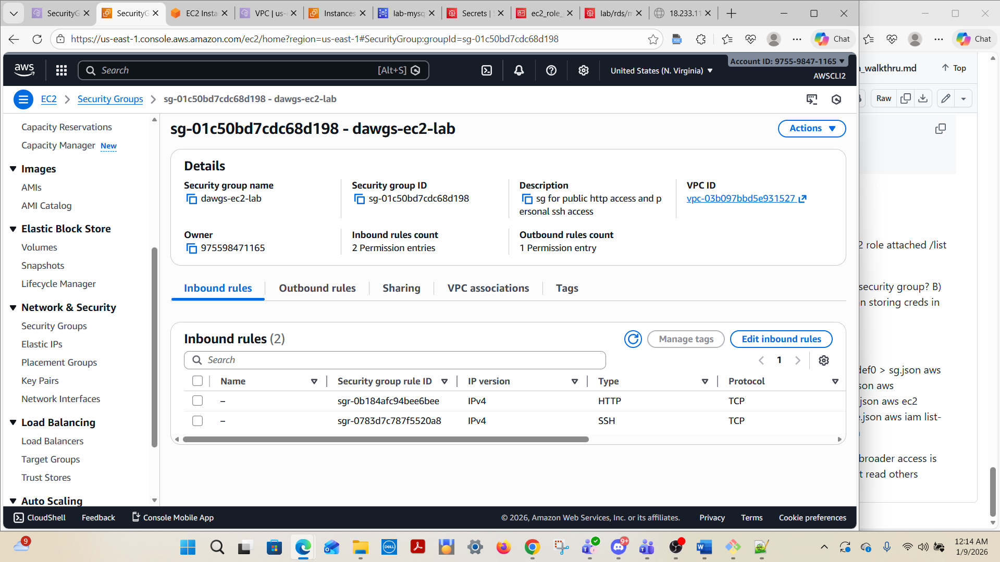 SecurityG
SecurityG
EC2 Insta
VPC | us-
Instances
lab-mysq
Secrets | S
ec2_role_
lab/rds/m
18.233.11
https://us-east-1.console.aws.amazon.com/ec2/home?region=us-east-1#SecurityGroup:groupId=sg-01c50bd7cdc68d198
Chat
Chat
aws
Search
[Alt+S]
United States (N. Virginia)
Account ID: 9755-9847-1165
AWSCLI2
_walkthru.md
Top
EC2
Security Groups
sg-01c50bd7cdc68d198 - dawgs-ec2-lab
Raw
Capacity Reservations
Capacity Manager New
Images
AMIs
AMI Catalog
Elastic Block Store
Volumes
Snapshots
Lifecycle Manager
Network & Security
Security Groups
Elastic IPs
Placement Groups
Key Pairs
Network Interfaces
Load Balancing
Load Balancers
Target Groups
Trust Stores
Auto Scaling
sg-01c50bd7cdc68d198 - dawgs-ec2-lab
Actions
Details
Security group name
dawgs-ec2-lab
Security group ID
sg-01c50bd7cdc68d198
Description
sg for public http access and p
ersonal ssh access
VPC ID
vpc-03b097bbd5e931527
Owner
975598471165
Inbound rules count
2 Permission entries
Outbound rules count
1 Permission entry
Inbound rules
Outbound rules
Sharing
VPC associations
Tags
Inbound rules (2)
Manage tags
Edit inbound rules
Search
1
Name Security group rule ID IP version Type Protocol
– sgr-0b184afc94bee6bee IPv4 HTTP TCP
– sgr-0783d7c787f5520a8 IPv4 SSH TCP
2 role attached /list
security group? B)
n storing creds in
def0 > sg.json aws
son aws
json aws ec2
e.json aws iam list-
broader access is
t read others
CloudShell
Feedback
Console Mobile App
© 2026, Amazon Web Services, Inc. or its affiliates.
Privacy
Terms
Cookie preferences
9
DELL
9+
12:14 AM
1/9/2026